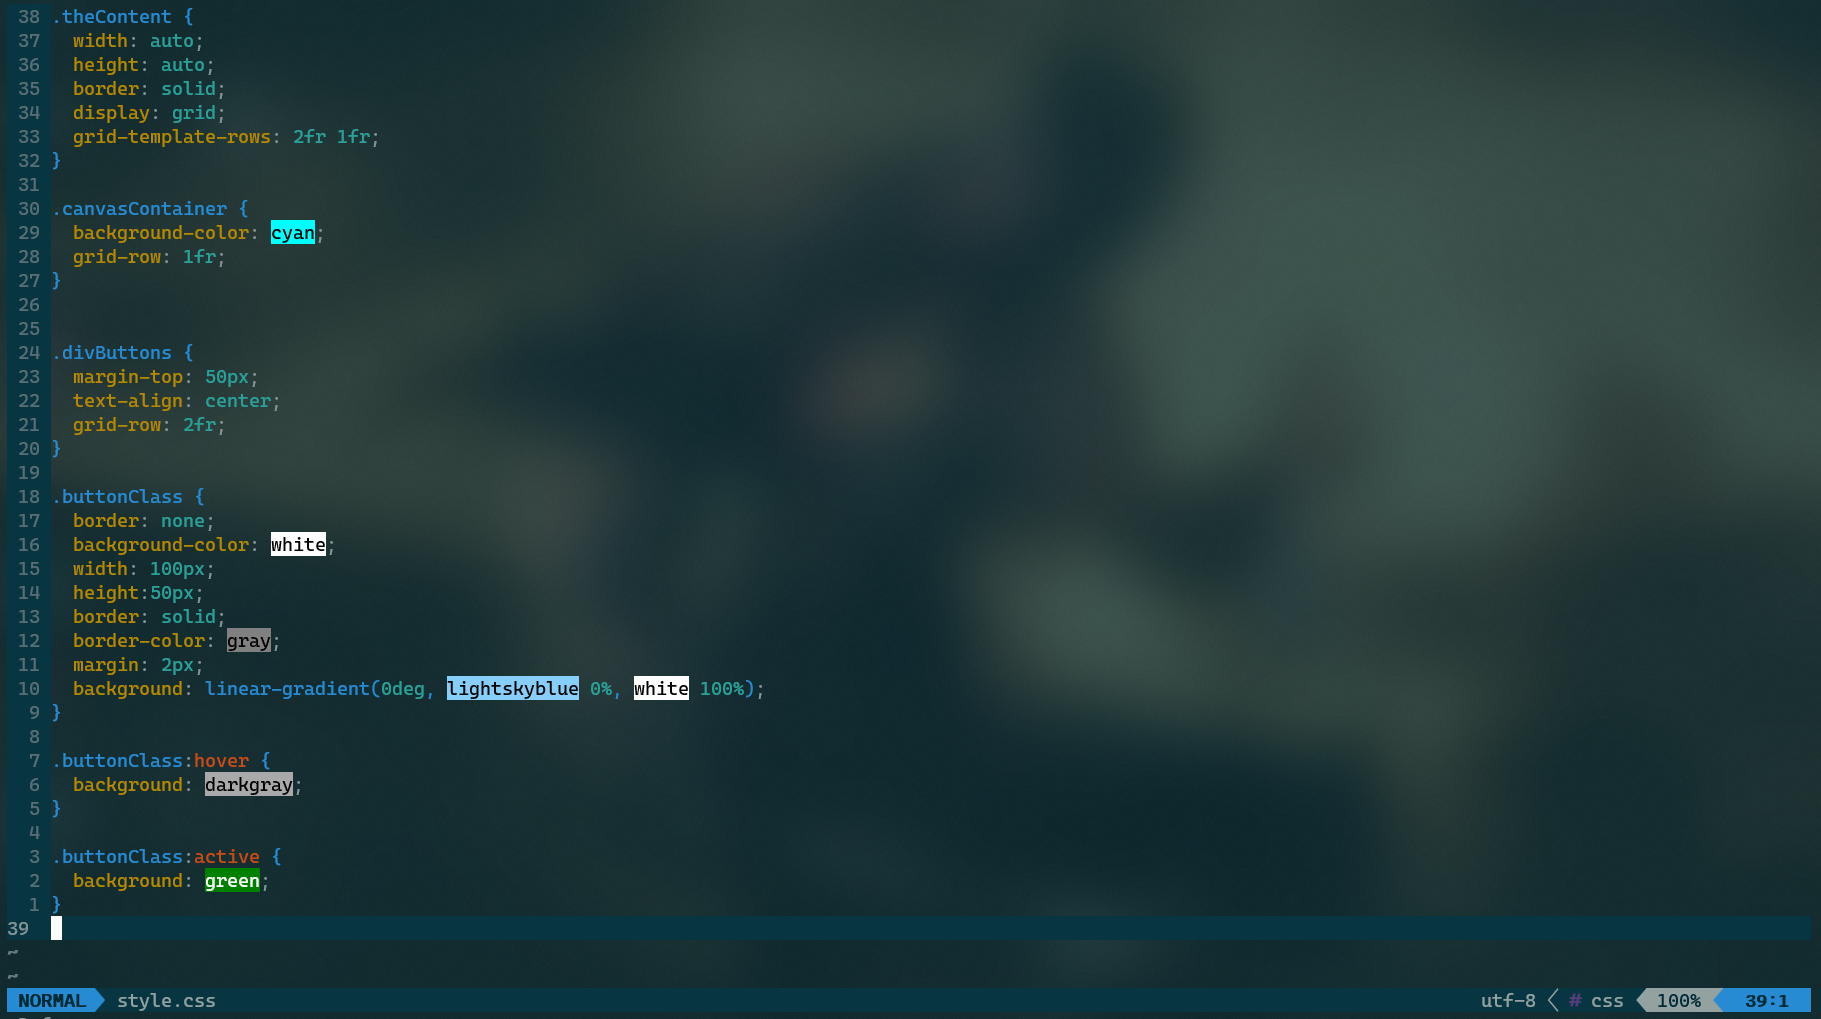 38 .theContent {
37   width: auto;
36   height: auto;
35   border: solid;
34   display: grid;
33   grid-template-rows: 2fr 1fr;
32 }
31
30 .canvasContainer {
29   background-color: cyan;
28   grid-row: 1fr;
27 }
26
25
24 .divButtons {
23   margin-top: 50px;
22   text-align: center;
21   grid-row: 2fr;
20 }
19
18 .buttonClass {
17   border: none;
16   background-color: white;
15   width: 100px;
14   height:50px;
13   border: solid;
12   border-color: gray;
11   margin: 2px;
10   background: linear-gradient(0deg, lightskyblue 0%, white 100%);
9 }
8
7 .buttonClass:hover {
6   background: darkgray;
5 }
4
3 .buttonClass:active {
2   background: green;
1 }
39
~
~
NORMAL style.css utf-8 # css 100% 39:1